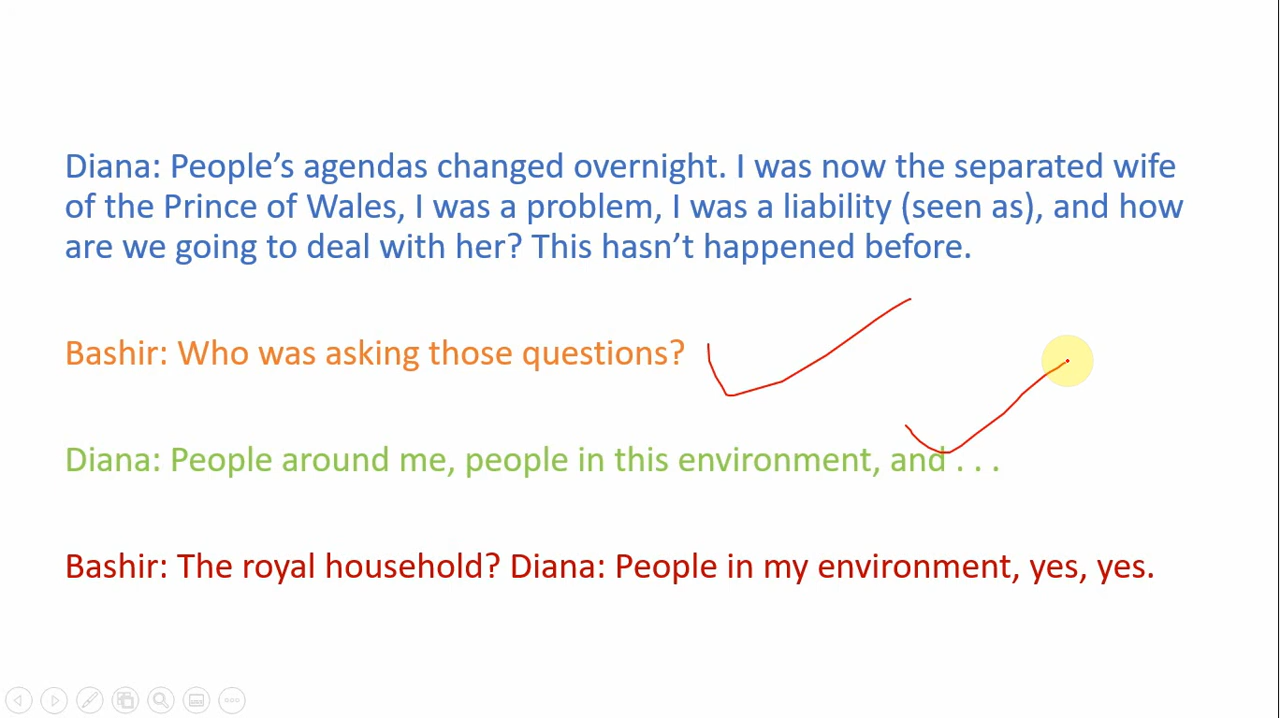 Diana: People’s agendas changed overnight. I was now the separated wife
of the Prince of Wales, I was a problem, I was a liability (seen as), and how
are we going to deal with her? This hasn’t happened before.
Bashir: Who was asking those questions?
Diana: People around me, people in this environment, and . . .
Bashir: The royal household? Diana: People in my environment, yes, yes.